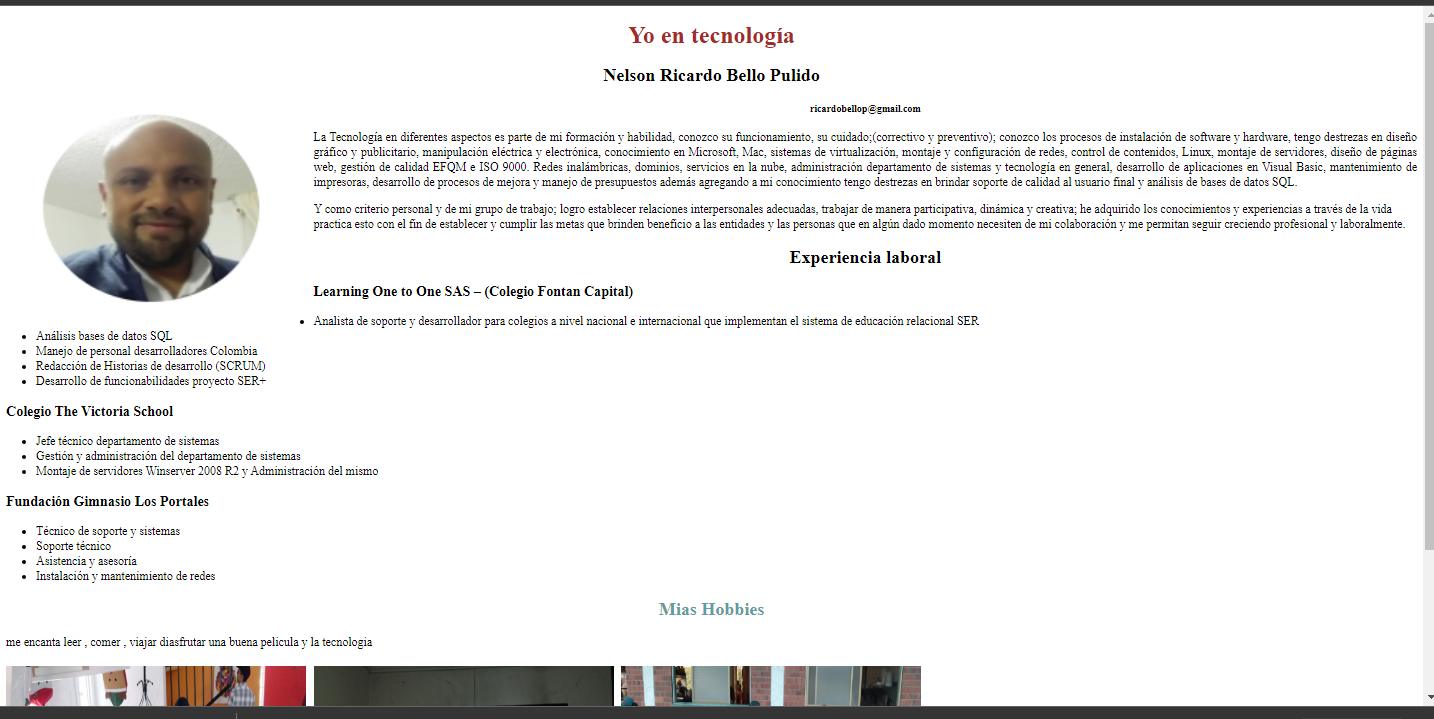 Yo en tecnología
Nelson Ricardo Bello Pulido
ricardobellop@gmail.com
La Tecnología en diferentes aspectos es parte de mi formación y habilidad, conozco su funcionamiento, su cuidado;(correctivo y preventivo); conozco los procesos de instalación de software y hardware, tengo destrezas en diseño
gráfico y publicitario, manipulación eléctrica y electrónica, conocimiento en Microsoft, Mac, sistemas de virtualización, montaje y configuración de redes, control de contenidos, Linux, montaje de servidores, diseño de páginas
web, gestión de calidad EFQM e ISO 9000. Redes inalámbricas, dominios, servicios en la nube, administración departamento de sistemas y tecnología en general, desarrollo de aplicaciones en Visual Basic, mantenimiento de
impresoras, desarrollo de procesos de mejora y manejo de presupuestos además agregando a mi conocimiento tengo destrezas en brindar soporte de calidad al usuario final y análisis de bases de datos SQL.
Y como criterio personal y de mi grupo de trabajo; logro establecer relaciones interpersonales adecuadas, trabajar de manera participativa, dinámica y creativa; he adquirido los conocimientos y experiencias a través de la vida
practica esto con el fin de establecer y cumplir las metas que brinden beneficio a las entidades y las personas que en algún dado momento necesiten de mi colaboración y me permitan seguir creciendo profesional y laboralmente.
Experiencia laboral
Learning One to One SAS – (Colegio Fontan Capital)
• Analista de soporte y desarrollador para colegios a nivel nacional e internacional que implementan el sistema de educación relacional SER
• Análisis bases de datos SQL
• Manejo de personal desarrolladores Colombia
• Redacción de Historias de desarrollo (SCRUM)
• Desarrollo de funcionabilidades proyecto SER+
Colegio The Victoria School
• Jefe técnico departamento de sistemas
• Gestión y administración del departamento de sistemas
• Montaje de servidores Winserver 2008 R2 y Administración del mismo
Fundación Gimnasio Los Portales
• Técnico de soporte y sistemas
• Soporte técnico
• Asistencia y asesoría
• Instalación y mantenimiento de redes
Mias Hobbies
me encanta leer , comer , viajar diasfrutar una buena pelicula y la tecnologia